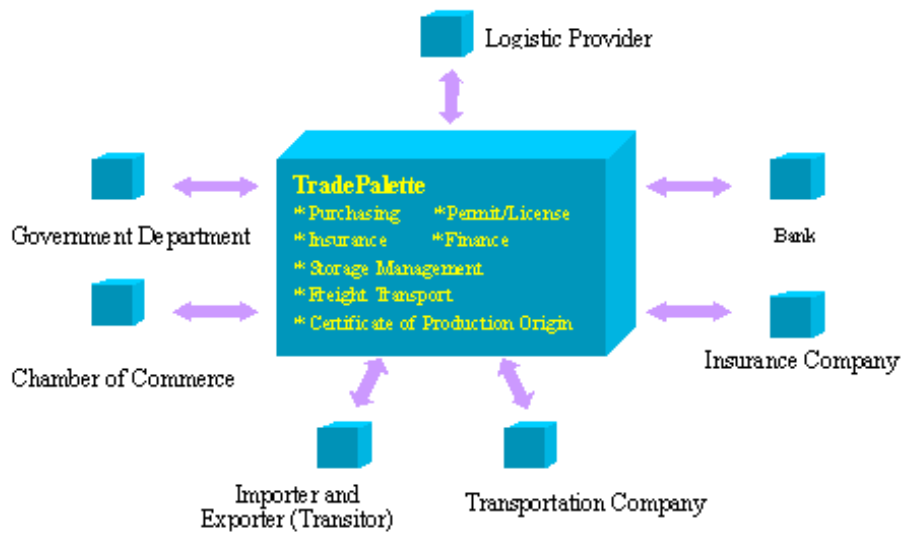 Logistic Provider
TradePalette
* Purchasing * Permit/License
* Insurance * Finance
* Storage Management
* Freight Transport
* Certificate of Production Origin
Government Department
Bank
Chamber of Commerce
Insurance Company
Importer and
Exporter (Transitor)
Transportation Company